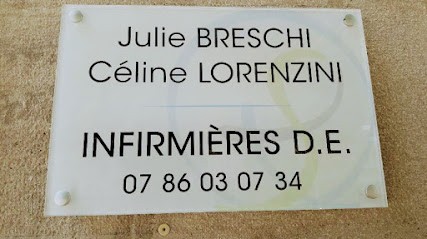 Julie BRESCHI
Céline LORENZINI
INFIRMIÈRES D.E.
07 86 03 07 34